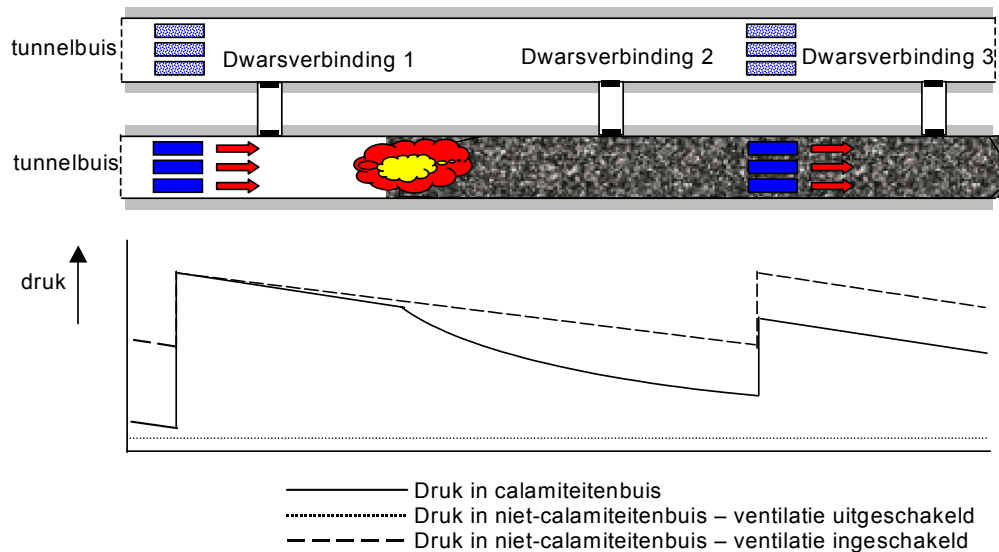 tunnelbuis
Dwarsverbinding 1
Dwarsverbinding 2
Dwarsverbinding 3
tunnelbuis
druk
Druk in calamiteitenbuis
Druk in niet-calamiteitenbuis – ventilatie uitgeschakeld
Druk in niet-calamiteitenbuis – ventilatie ingeschakeld